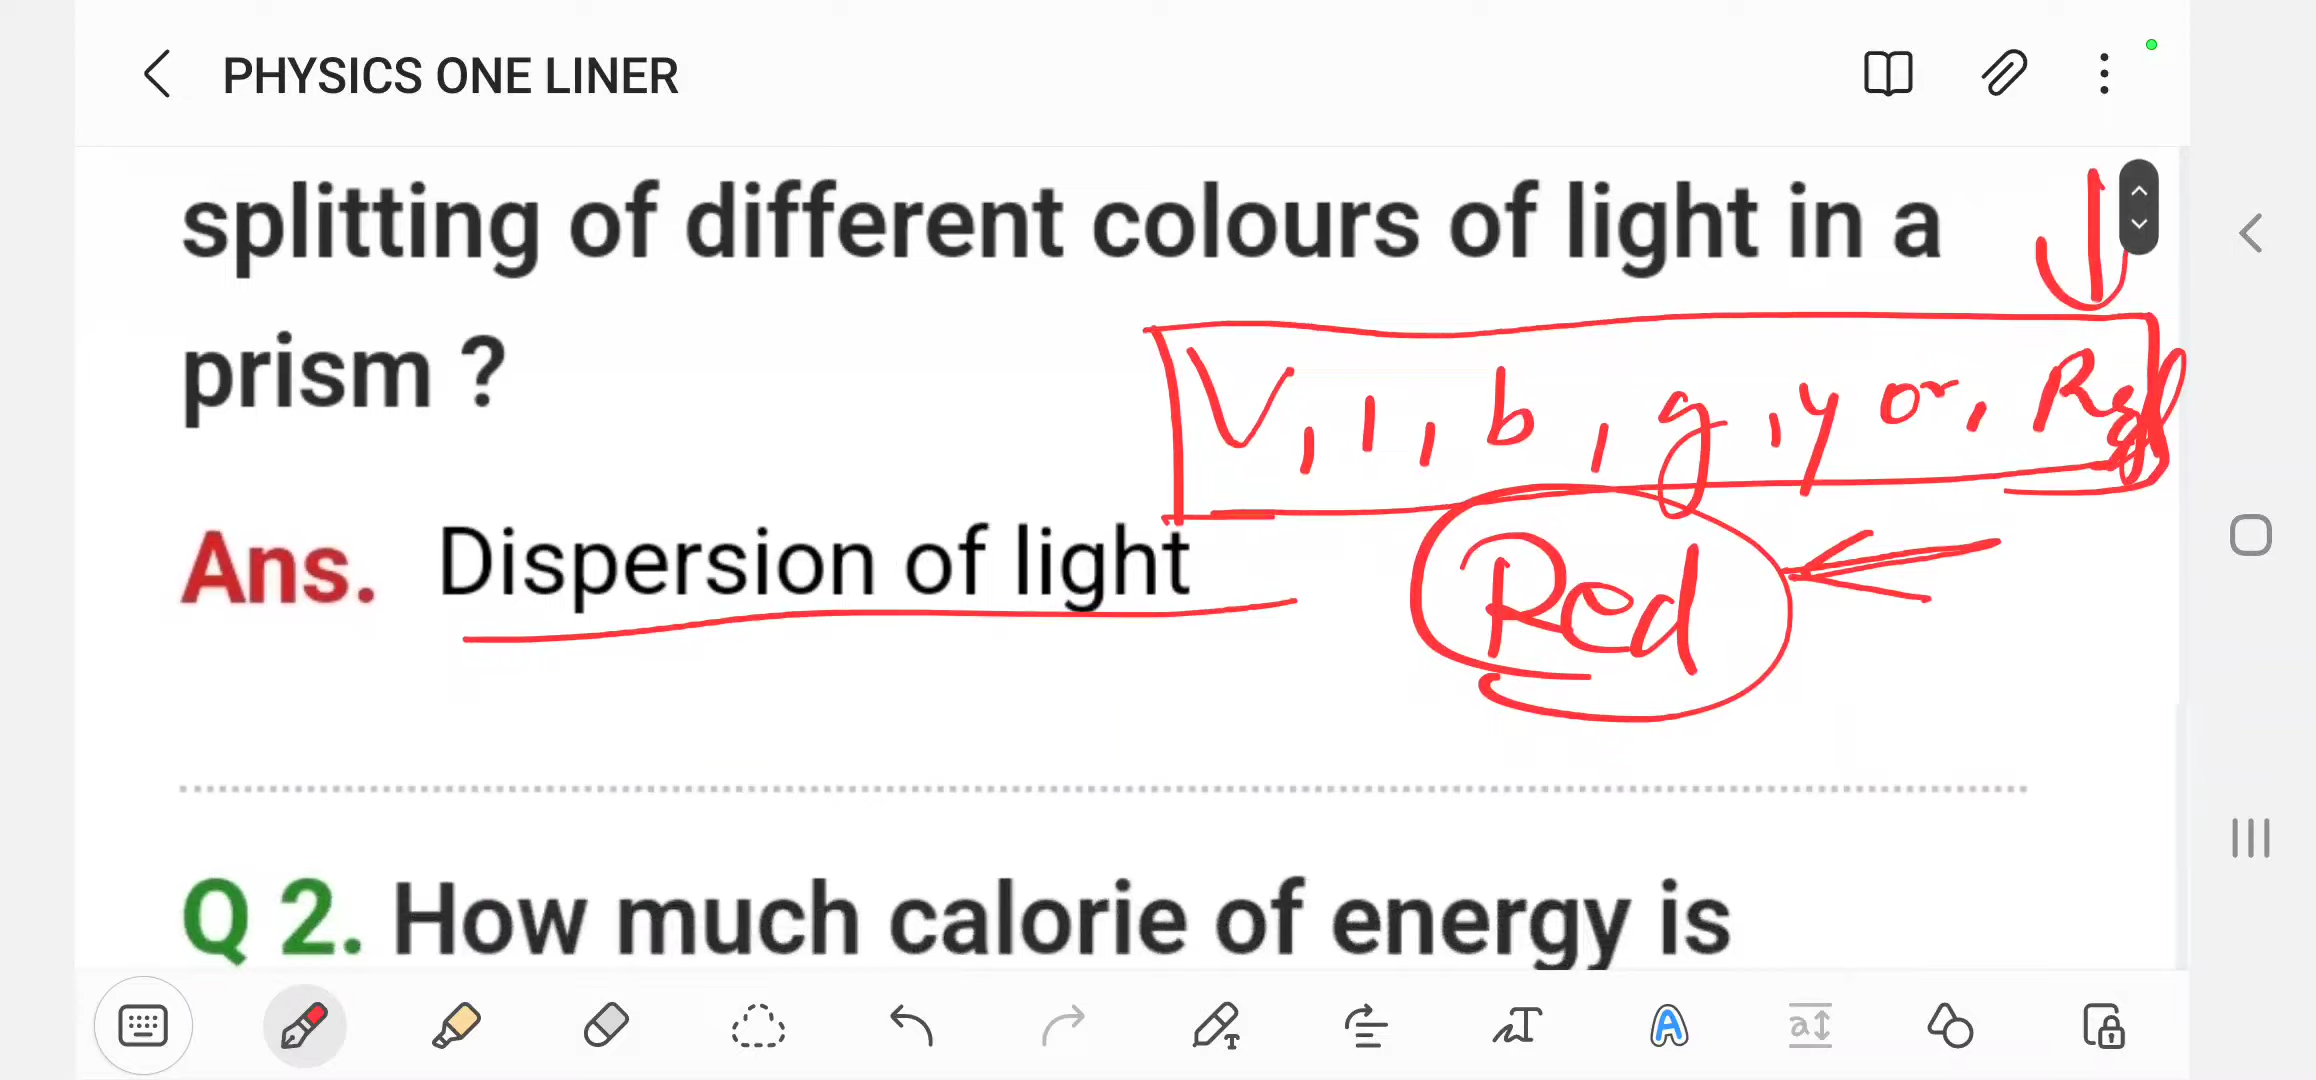 PHYSICS ONE LINER
splitting of different colours of light in a
prism ?
V, I, b, g, y or, Red
Ans. Dispersion of light
Red
Q 2. How much calorie of energy is